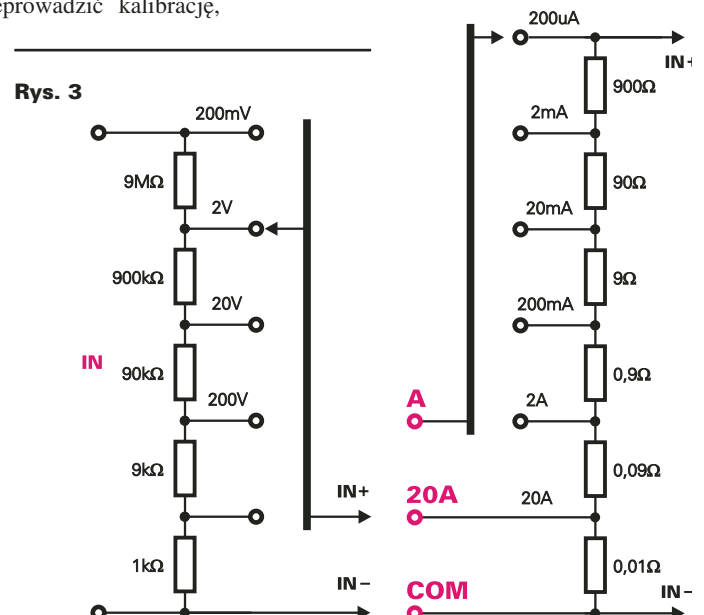 prowadzić kalibrację,
Rys. 3
200mV
9MΩ
2V
900kΩ
20V
IN
90kΩ
200V
9kΩ
IN+
1kΩ
IN−
200uA
IN+
900Ω
2mA
90Ω
20mA
9Ω
200mA
0,9Ω
A
2A
0,09Ω
20A
20A
0,01Ω
IN−
COM